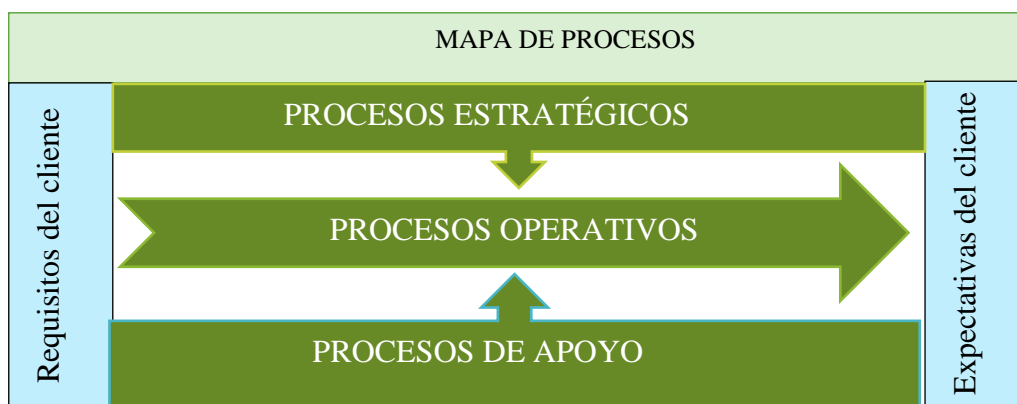 MAPA DE PROCESOS
Requisitos del cliente
PROCESOS ESTRATÉGICOS
PROCESOS OPERATIVOS
PROCESOS DE APOYO
Expectativas del cliente